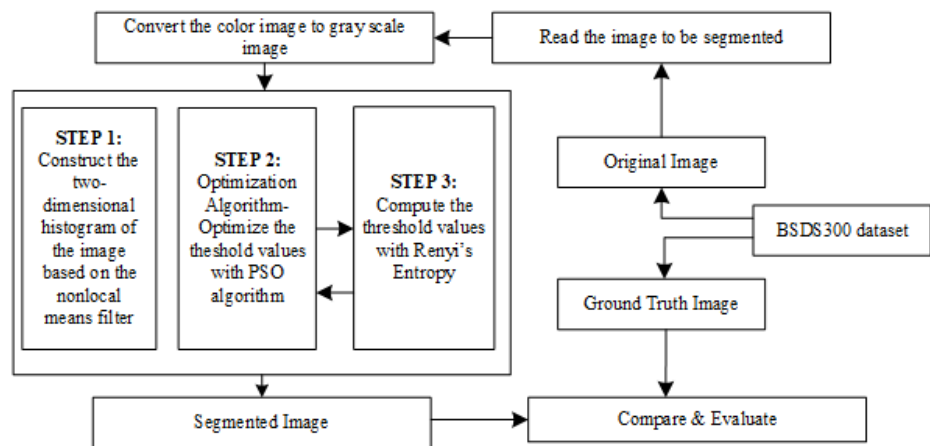 Convert the color image to gray scale
image
Read the image to be segmented
STEP 1:
Construct the
two-
dimensional
histogram of
the image
based on the
nonlocal
means filter
STEP 2:
Optimization
Algorithm-
Optimize the
theshold values
with PSO
algorithm
STEP 3:
Compute the
threshold values
with Renyi's
Entropy
Original Image
BSDS300 dataset
Ground Truth Image
Segmented Image
Compare & Evaluate